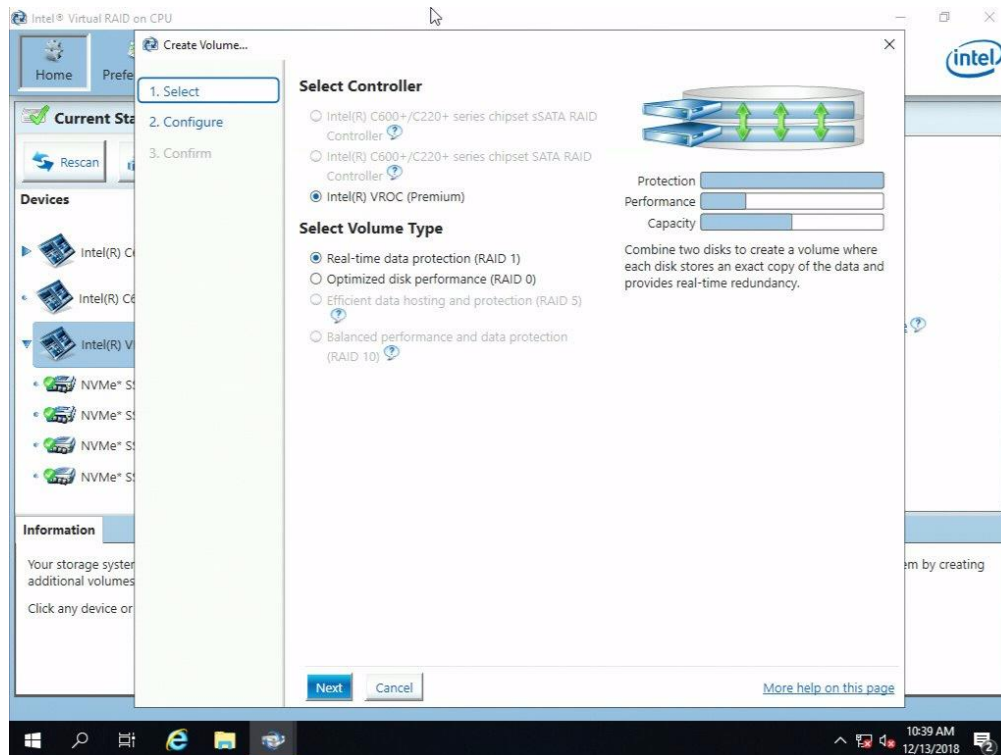 Intel® Virtual RAID on CPU
Home
Create Volume...
intel
1. Select
2. Configure
3. Confirm
Select Controller
Intel(R) C600+/C220+ series chipset sSATA RAID
Controller
Intel(R) C600+/C220+ series chipset SATA RAID
Controller
Intel(R) VROC (Premium)
Select Volume Type
Real-time data protection (RAID 1)
Optimized disk performance (RAID 0)
Efficient data hosting and protection (RAID 5)
Balanced performance and data protection
(RAID 10)
Protection
Performance
Capacity
Combine two disks to create a volume where
each disk stores an exact copy of the data and
provides real-time redundancy.
Current
Rescan
Devices
Intel(R)
Intel(R)
Intel(R)
NVMe*
NVMe*
NVMe*
NVMe*
Information
Your storage em by creating
additional volumes
Click any device or
Next
Cancel
More help on this page
10:39 AM
12/13/2018
2